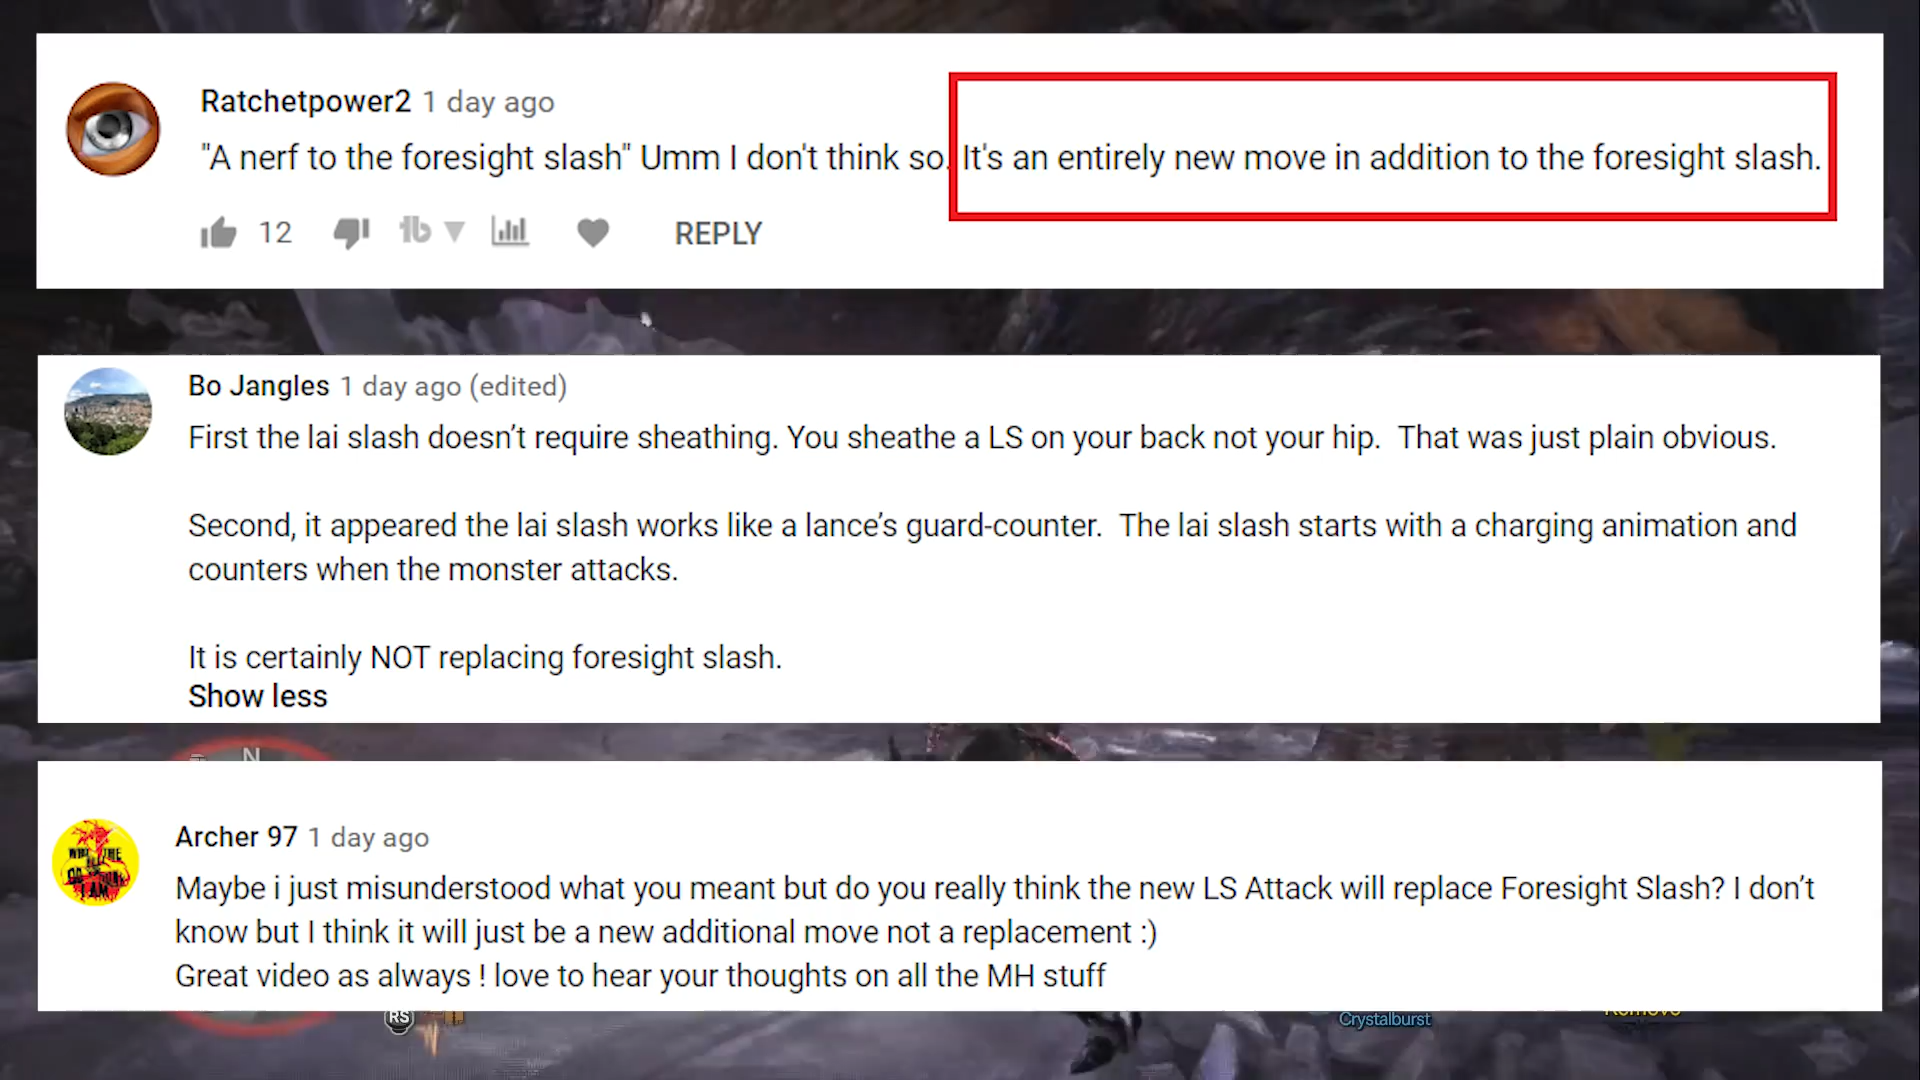 Ratchetpower2 1 day ago
"A nerf to the foresight slash" Umm I don't think so. It's an entirely new move in addition to the foresight slash.
12 REPLY
Bo Jangles 1 day ago (edited)
First the lai slash doesn't require sheathing. You sheathe a LS on your back not your hip. That was just plain obvious.
Second, it appeared the lai slash works like a lance's guard-counter. The lai slash starts with a charging animation and
counters when the monster attacks.
It is certainly NOT replacing foresight slash.
Show less
N
Archer 97 1 day ago
Maybe i just misunderstood what you meant but do you really think the new LS Attack will replace Foresight Slash? I don't
know but I think it will just be a new additional move not a replacement :)
Great video as always ! love to hear your thoughts on all the MH stuff
RS
Crystalburst